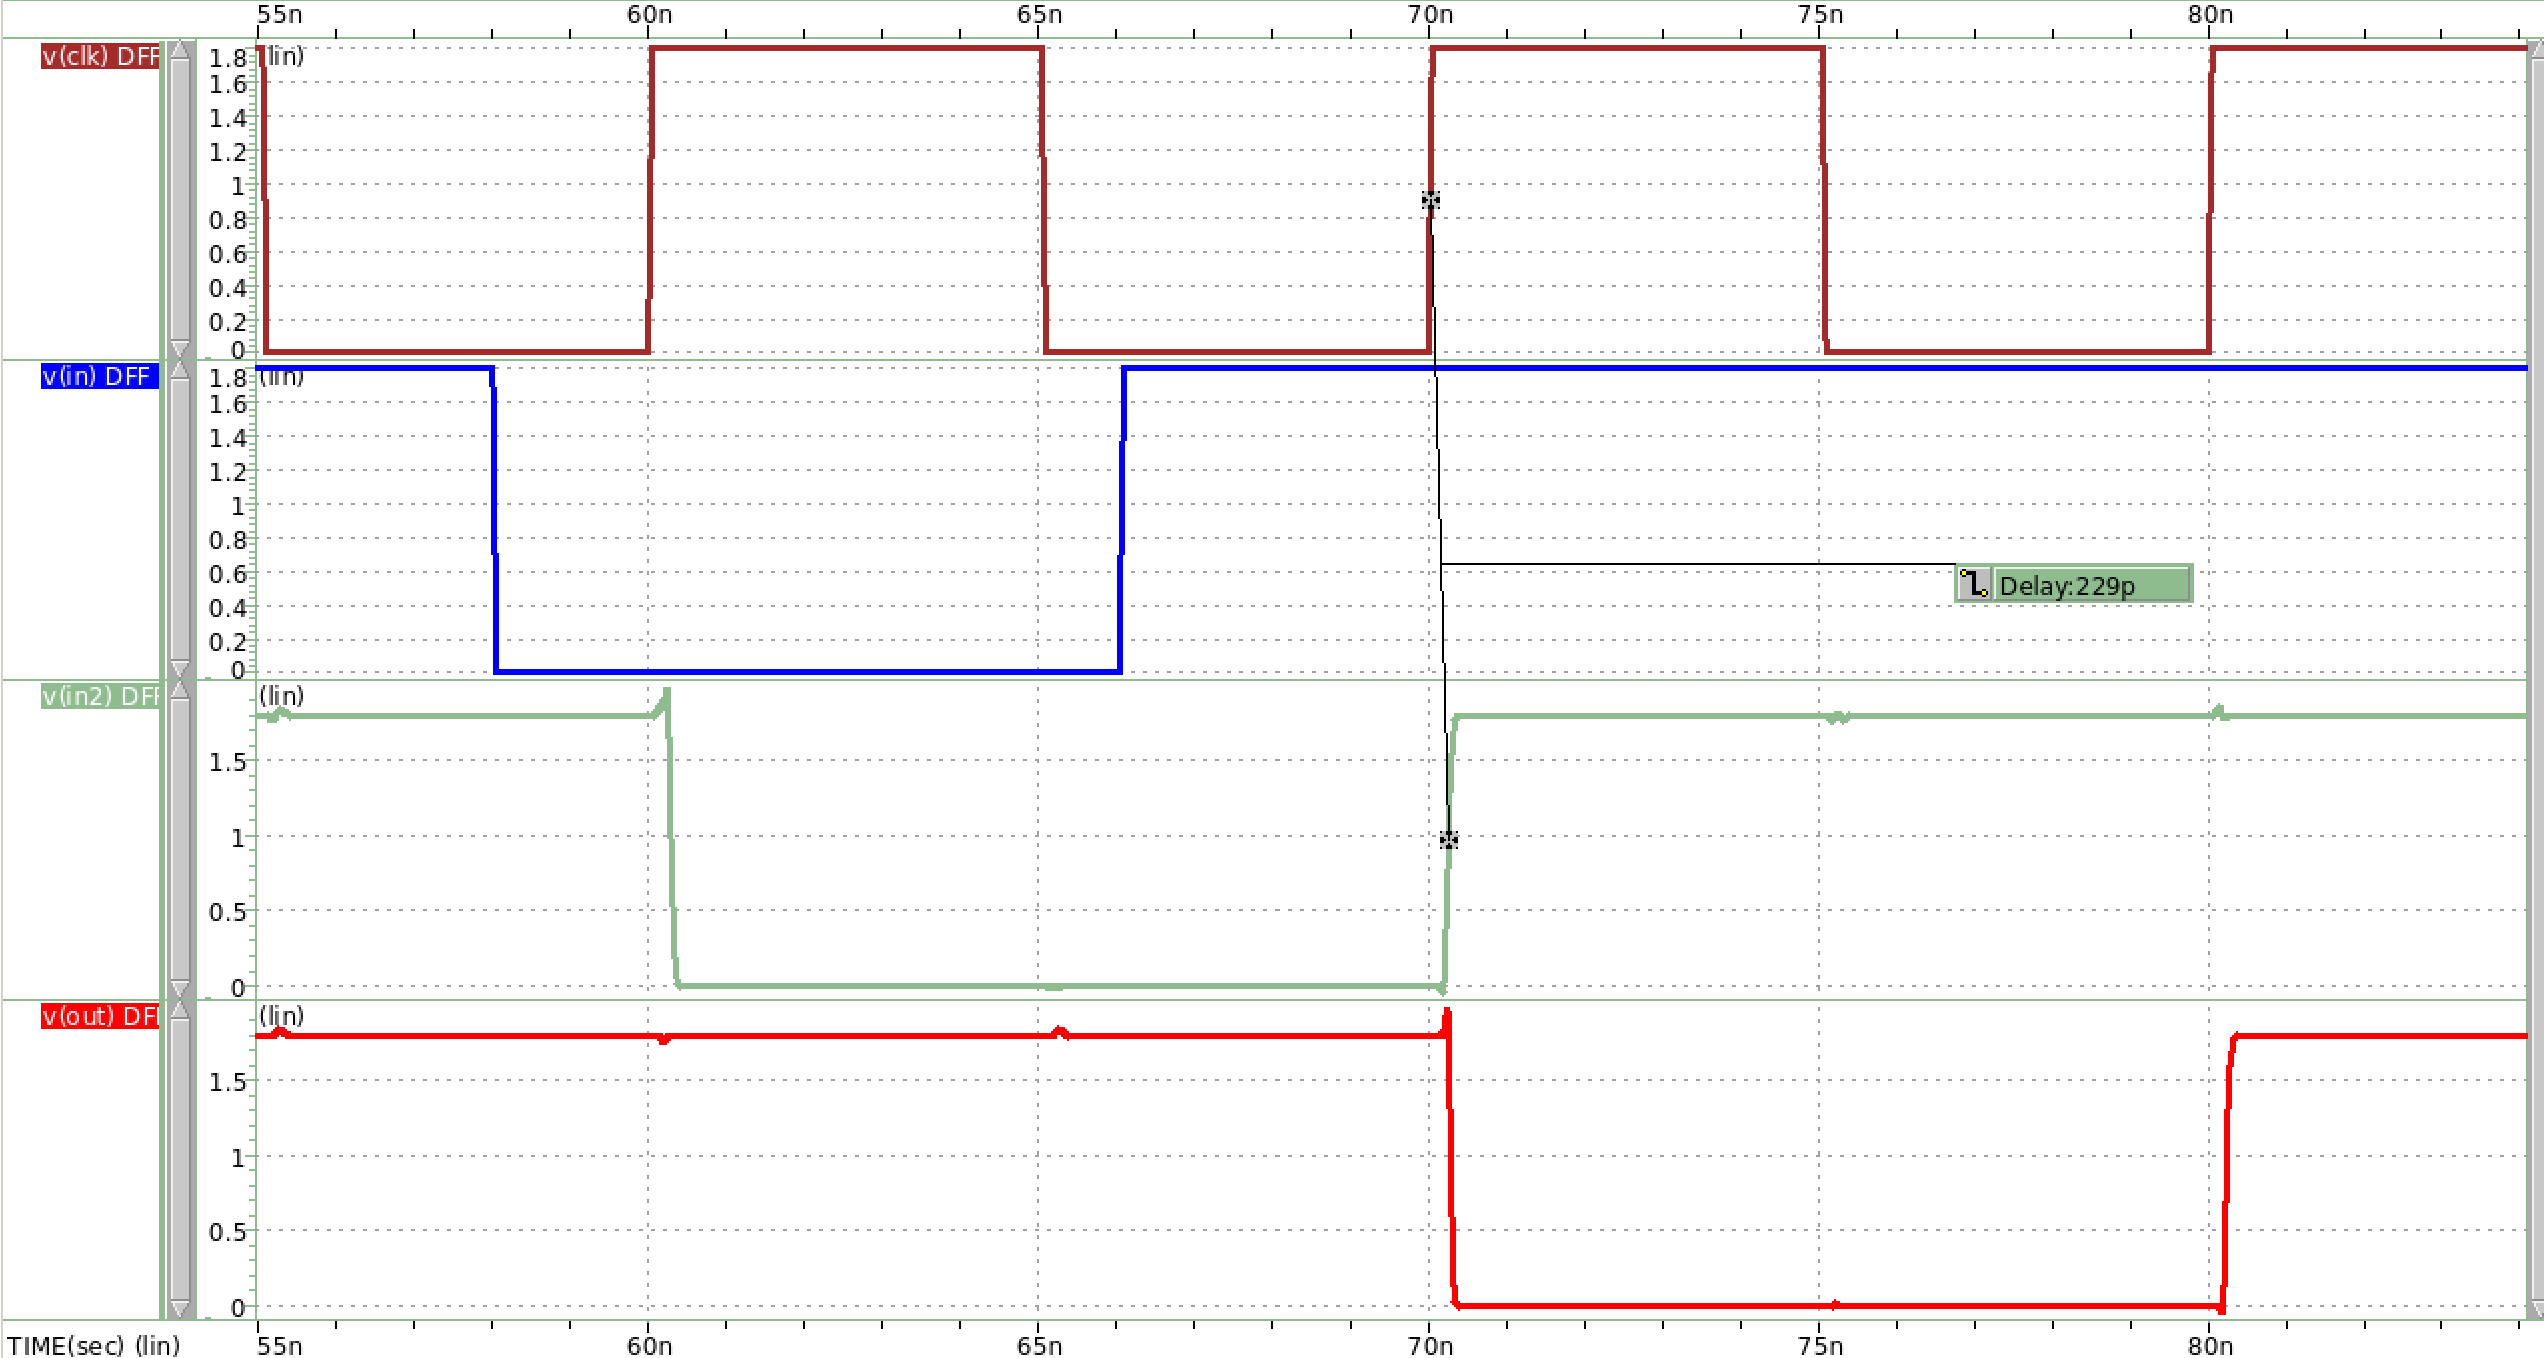 55n 60n 65n 70n 75n 80n
v(clk) DFF
(lin)
1.8
1.6
1.4
1.2
1
0.8
0.6
0.4
0.2
0
v(in) DFF
(lin)
1.8
1.6
1.4
1.2
1
0.8
0.6
0.4
0.2
0
Delay:229p
v(in2) DFF
(lin)
1.5
1
0.5
0
v(out) DF
(lin)
1.5
1
0.5
0
TIME(sec) (lin) 55n 60n 65n 70n 75n 80n